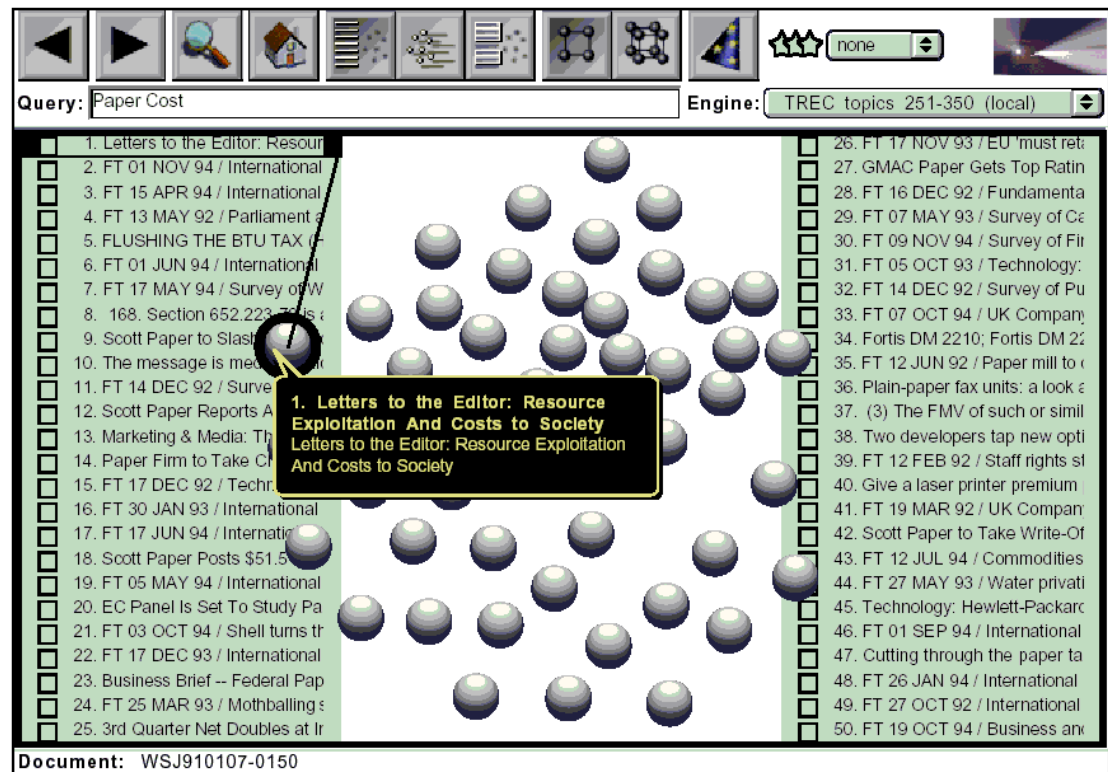 none
Query: Paper Cost
Engine: TREC topics 251-350 (local)
1. Letters to the Editor: Resour
2. FT 01 NOV 94 / International
3. FT 15 APR 94 / International
4. FT 13 MAY 92 / Parliament a
5. FLUSHING THE BTU TAX (
6. FT 01 JUN 94 / International
7. FT 17 MAY 94 / Survey of W
8. 168. Section 652.223-70 is a
9. Scott Paper to Slash
10. The message is
11. FT 14 DEC 92 / Surve
12. Scott Paper Reports A
13. Marketing & Media: Th
14. Paper Firm to Take C
15. FT 17 DEC 92 / Techn
16. FT 30 JAN 93 / International
17. FT 17 JUN 94 / Internatio
18. Scott Paper Posts $51.5
19. FT 05 MAY 94 / International
20. EC Panel Is Set To Study Pa
21. FT 03 OCT 94 / Shell turns th
22. FT 17 DEC 93 / International
23. Business Brief -- Federal Pap
24. FT 25 MAR 93 / Mothballing s
25. 3rd Quarter Net Doubles at In
1. Letters to the Editor: Resource
Exploitation And Costs to Society
Letters to the Editor: Resource Exploitation
And Costs to Society
26. FT 17 NOV 93 / EU 'must reta
27. GMAC Paper Gets Top Ratin
28. FT 16 DEC 92 / Fundamenta
29. FT 07 MAY 93 / Survey of Ca
30. FT 09 NOV 94 / Survey of Fir
31. FT 05 OCT 93 / Technology:
32. FT 14 DEC 92 / Survey of Pu
33. FT 07 OCT 94 / UK Company
34. Fortis DM 2210; Fortis DM 22
35. FT 12 JUN 92 / Paper mill to c
36. Plain-paper fax units: a look a
37. (3) The FMV of such or simil
38. Two developers tap new opti
39. FT 12 FEB 92 / Staff rights st
40. Give a laser printer premium
41. FT 19 MAR 92 / UK Company
42. Scott Paper to Take Write-Of
43. FT 12 JUL 94 / Commodities
44. FT 27 MAY 93 / Water privati
45. Technology: Hewlett-Packard
46. FT 01 SEP 94 / International
47. Cutting through the paper ta
48. FT 26 JAN 94 / International
49. FT 27 OCT 92 / International
50. FT 19 OCT 94 / Business and
Document: WSJ910107-0150